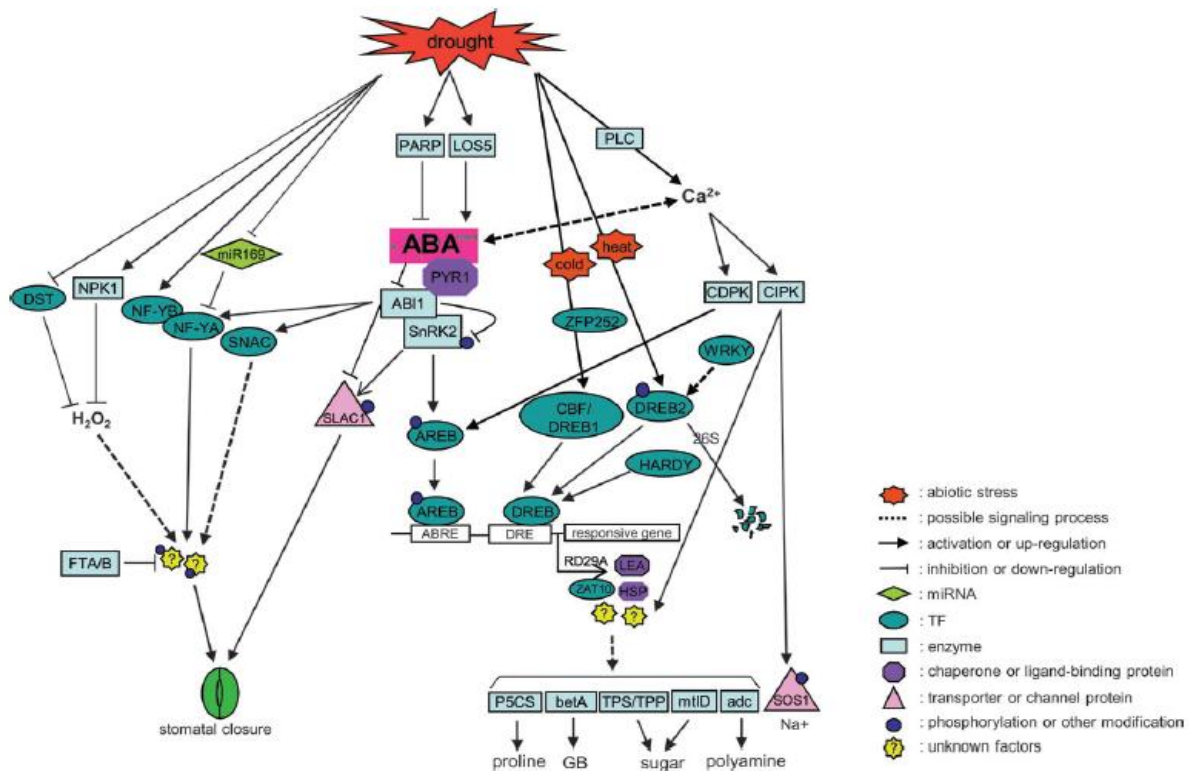 drought
PARP
LOS5
PLC
Ca²⁺
miR169
ABA
heat
cold
PYR1
DST
NPK1
NF-YB
NF-YA
SNAC
ABI1
SnRK2
CDPK
CIPK
ZFP252
WRKY
H₂O₂
SLAC1
AREB
CBF/
DREB1
DREB2
26S
HARDY
AREB
DREB
ABRE
DRE
responsive gene
FTA/B
?
?
RD29A
LEA
ZAT10
HSP
?
?
stomatal closure
P5CS
betA
TPS/TPP
mtlD
adc
SOS1
Na+
proline
GB
sugar
polyamine
: abiotic stress
: possible signaling process
: activation or up-regulation
: inhibition or down-regulation
: miRNA
: TF
: enzyme
: chaperone or ligand-binding protein
: transporter or channel protein
: phosphorylation or other modification
? : unknown factors